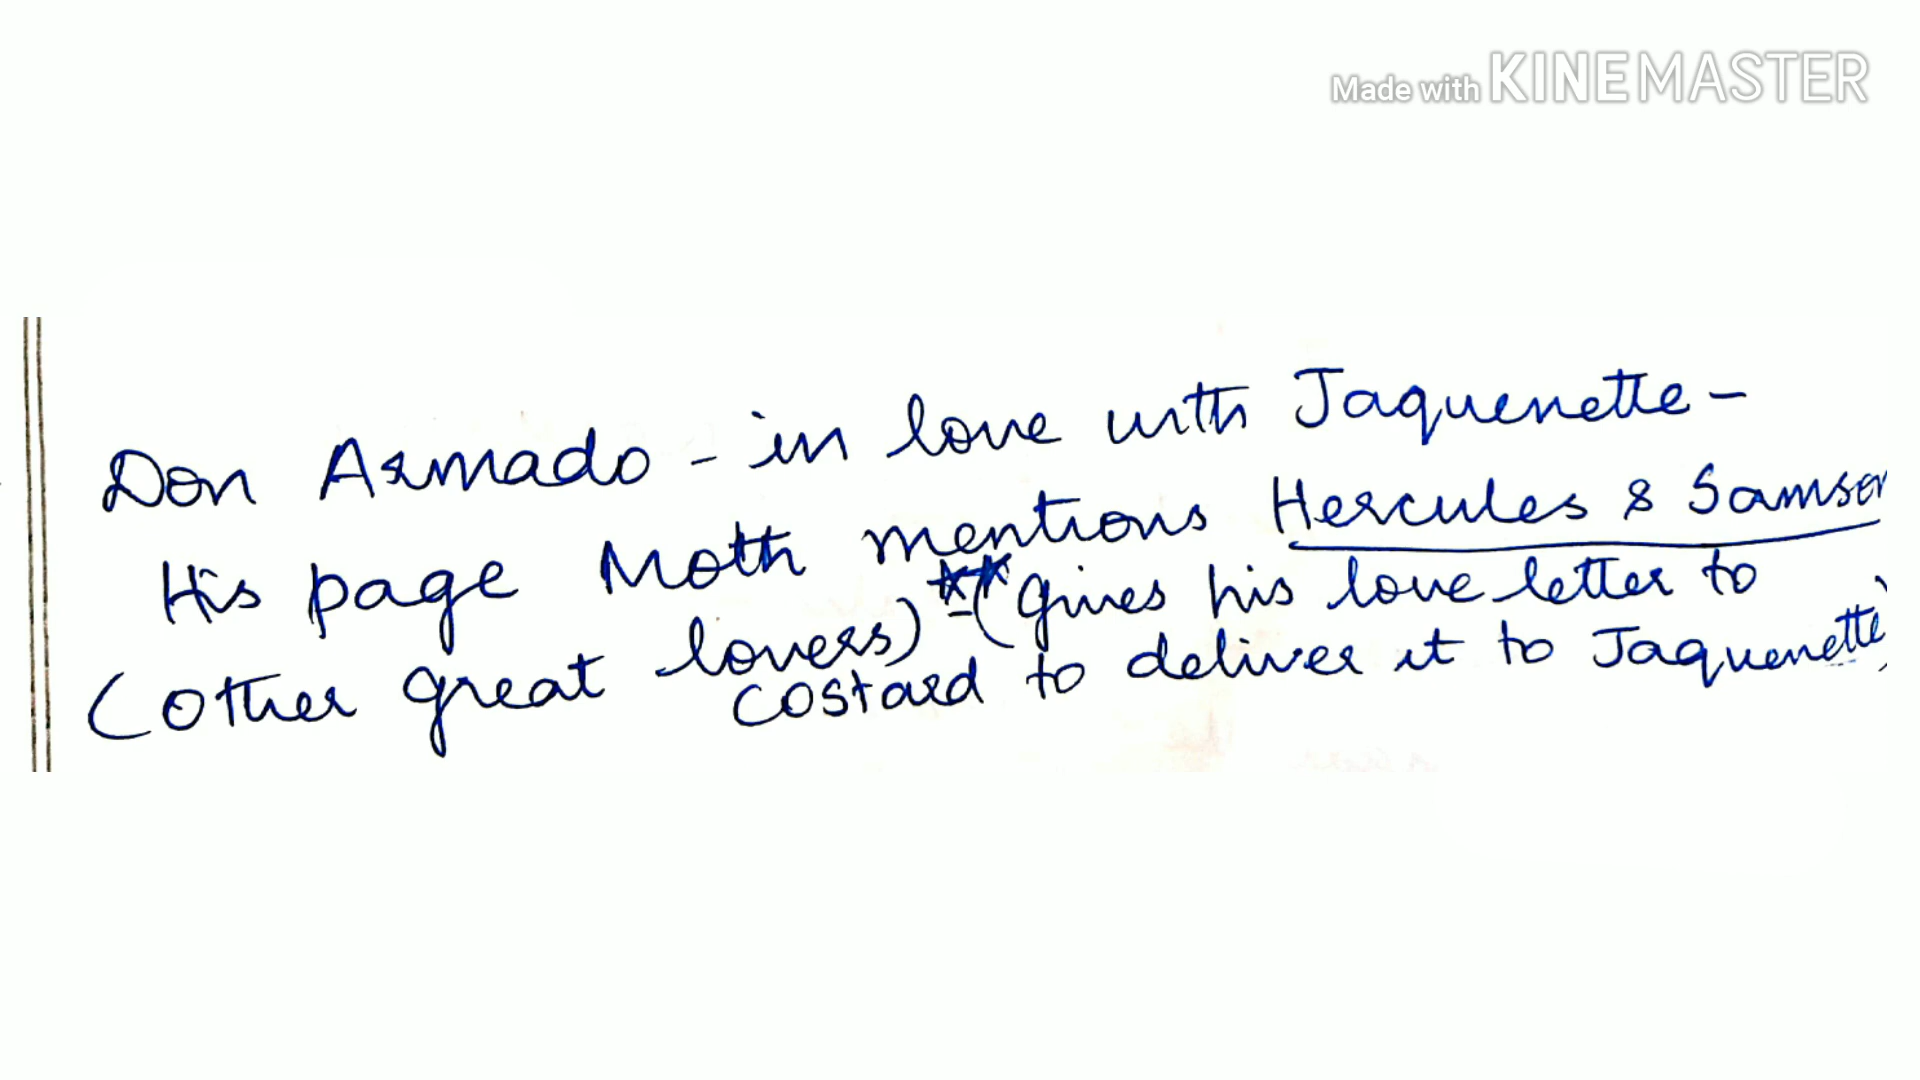 Made with KINEMASTER
Don Armado - in love with Jaquenette -
His page Moth mentions Hercules & Samson
(other great lovers) - (gives his love letter to
costard to deliver it to Jaquenette)